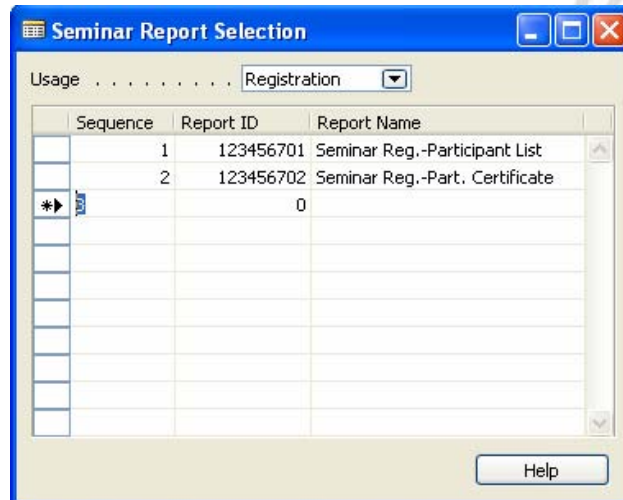 Seminar Report Selection
Usage . . . . . . . . . Registration
Sequence Report ID Report Name
1 123456701 Seminar Reg.-Participant List
2 123456702 Seminar Reg.-Part. Certificate
3 0
Help